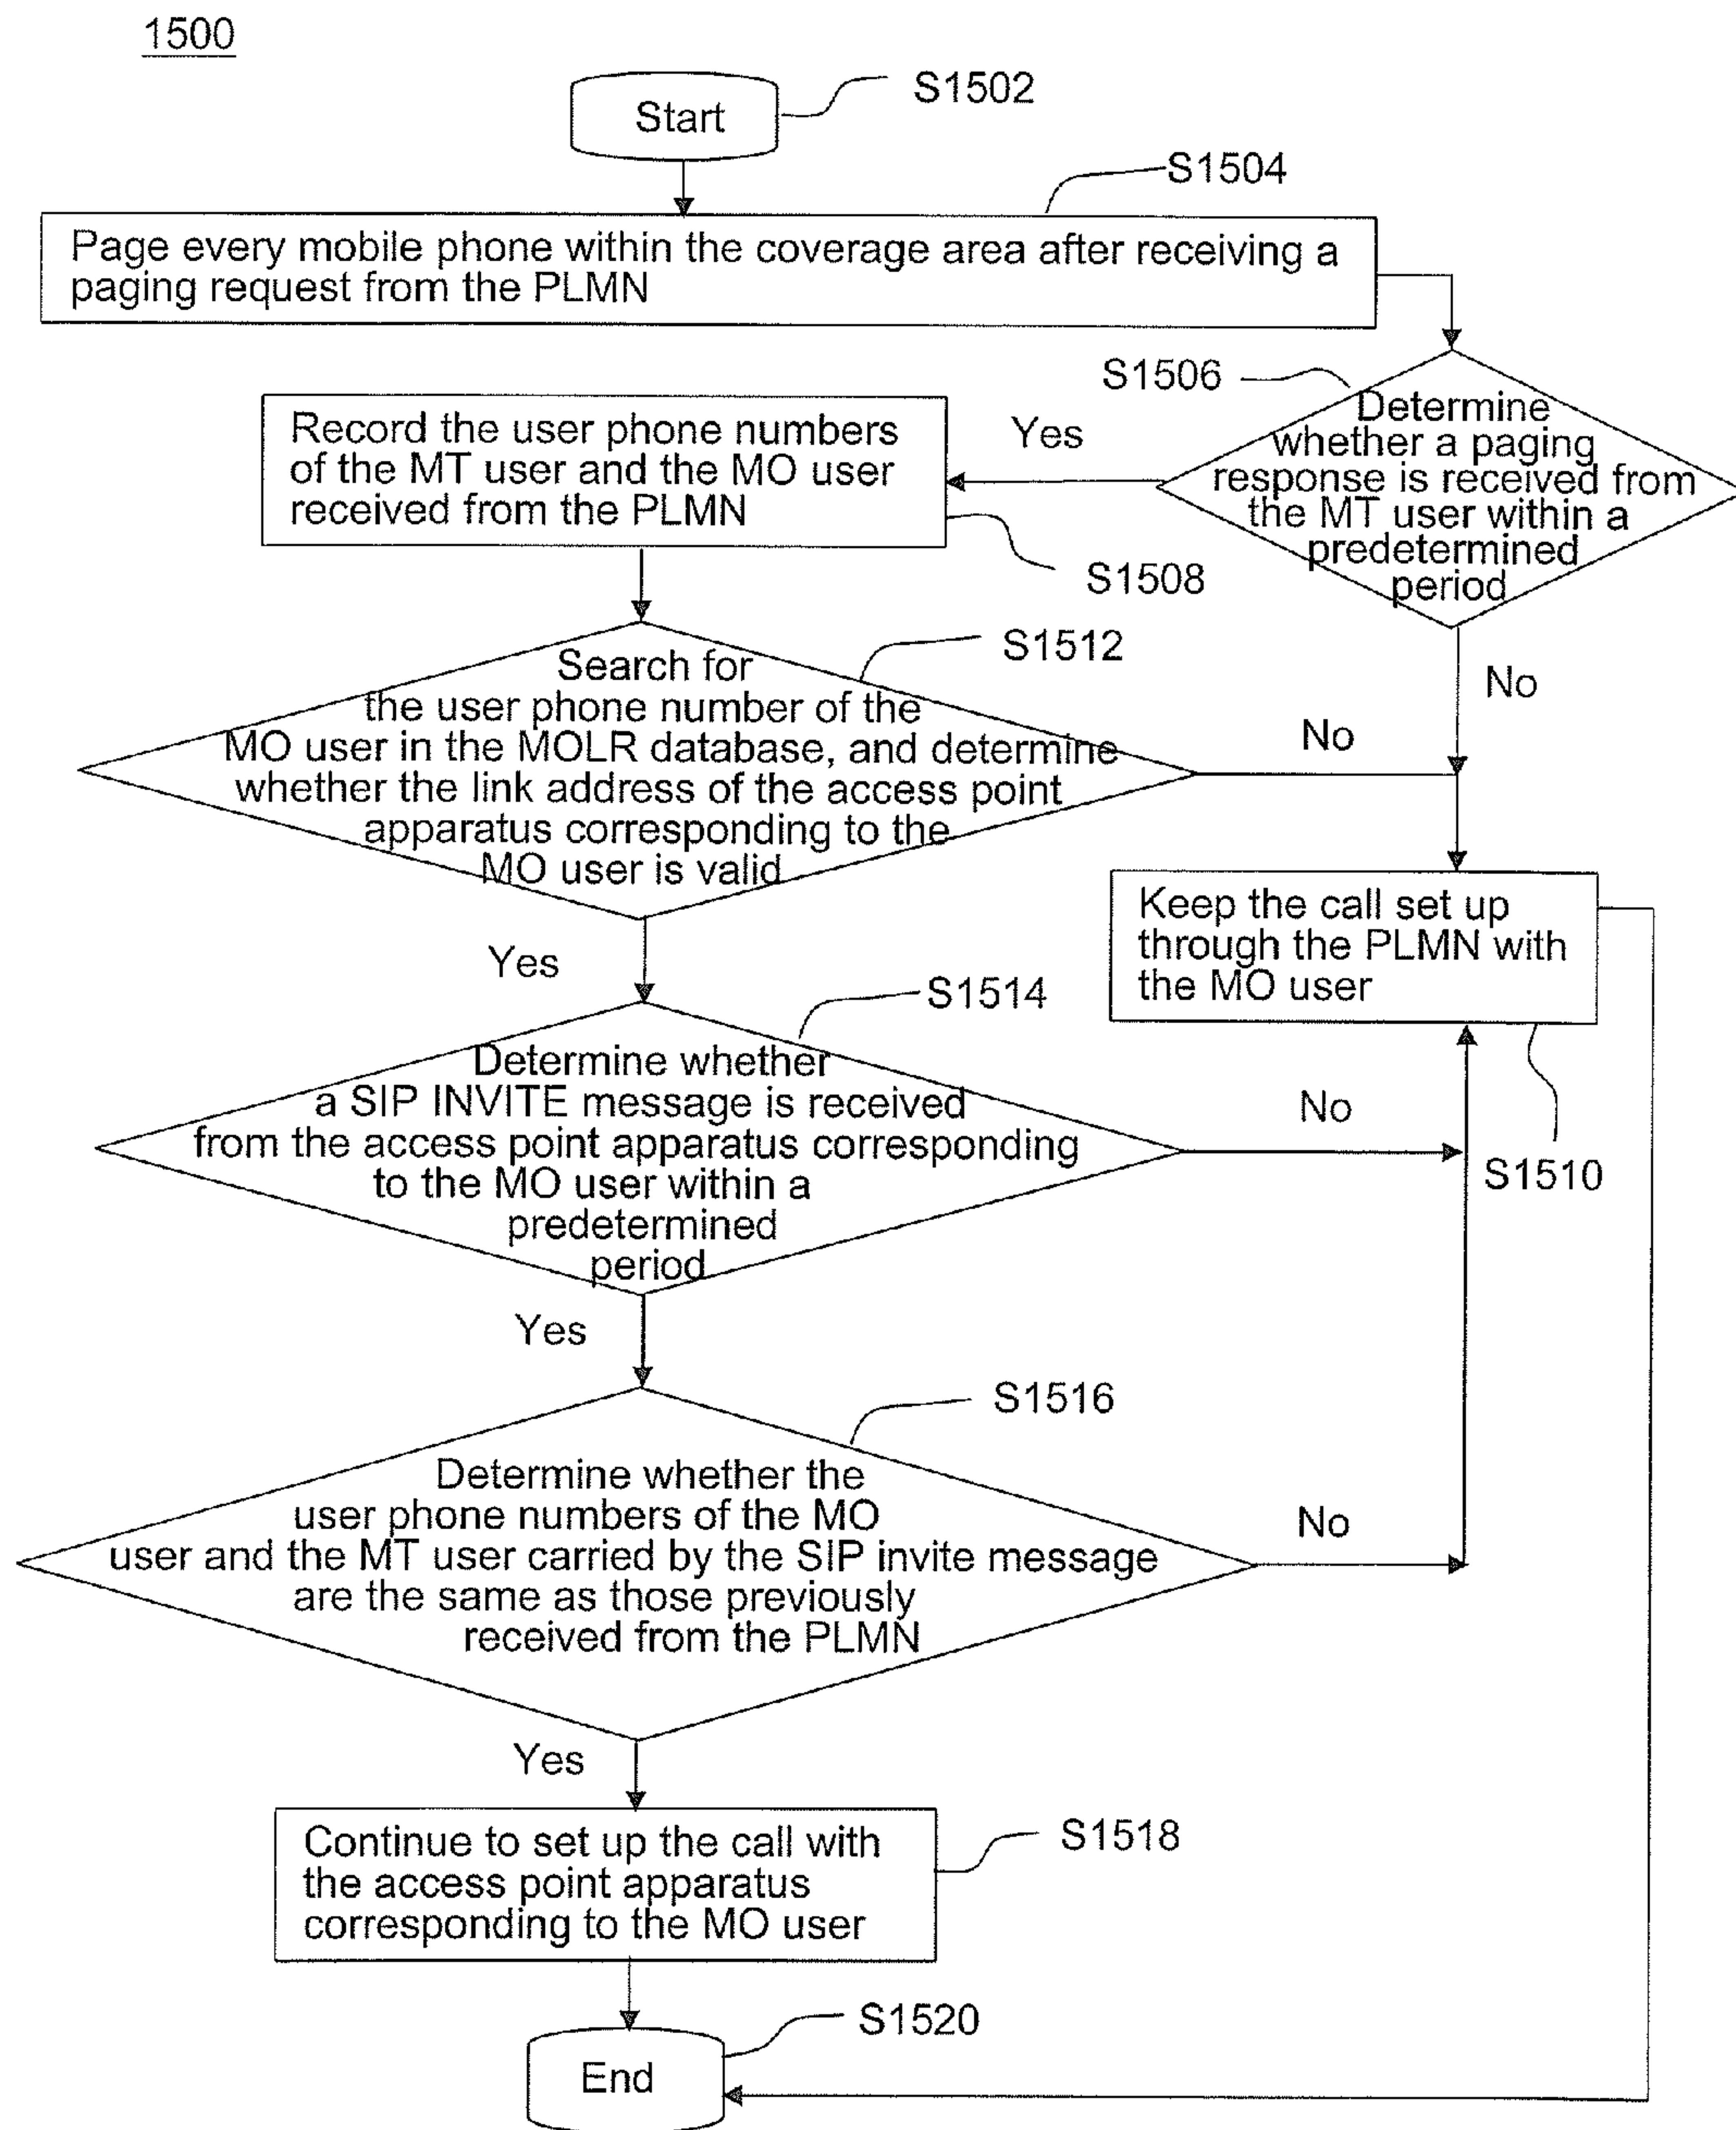 1500
Start
S1502
S1504
Page every mobile phone within the coverage area after receiving a
paging request from the PLMN
S1506
Determine
whether a paging
response is received from
the MT user within a
predetermined
period
Yes
Record the user phone numbers
of the MT user and the MO user
received from the PLMN
S1508
No
S1512
Search for
the user phone number of the
MO user in the MOLR database, and determine
whether the link address of the access point
apparatus corresponding to the
MO user is valid
No
Keep the call set up
through the PLMN with
the MO user
S1510
Yes
S1514
Determine whether
a SIP INVITE message is received
from the access point apparatus corresponding
to the MO user within a
predetermined
period
No
Yes
S1516
Determine whether the
user phone numbers of the MO
user and the MT user carried by the SIP invite message
are the same as those previously
received from the PLMN
No
Yes
Continue to set up the call with
the access point apparatus
corresponding to the MO user
S1518
S1520
End